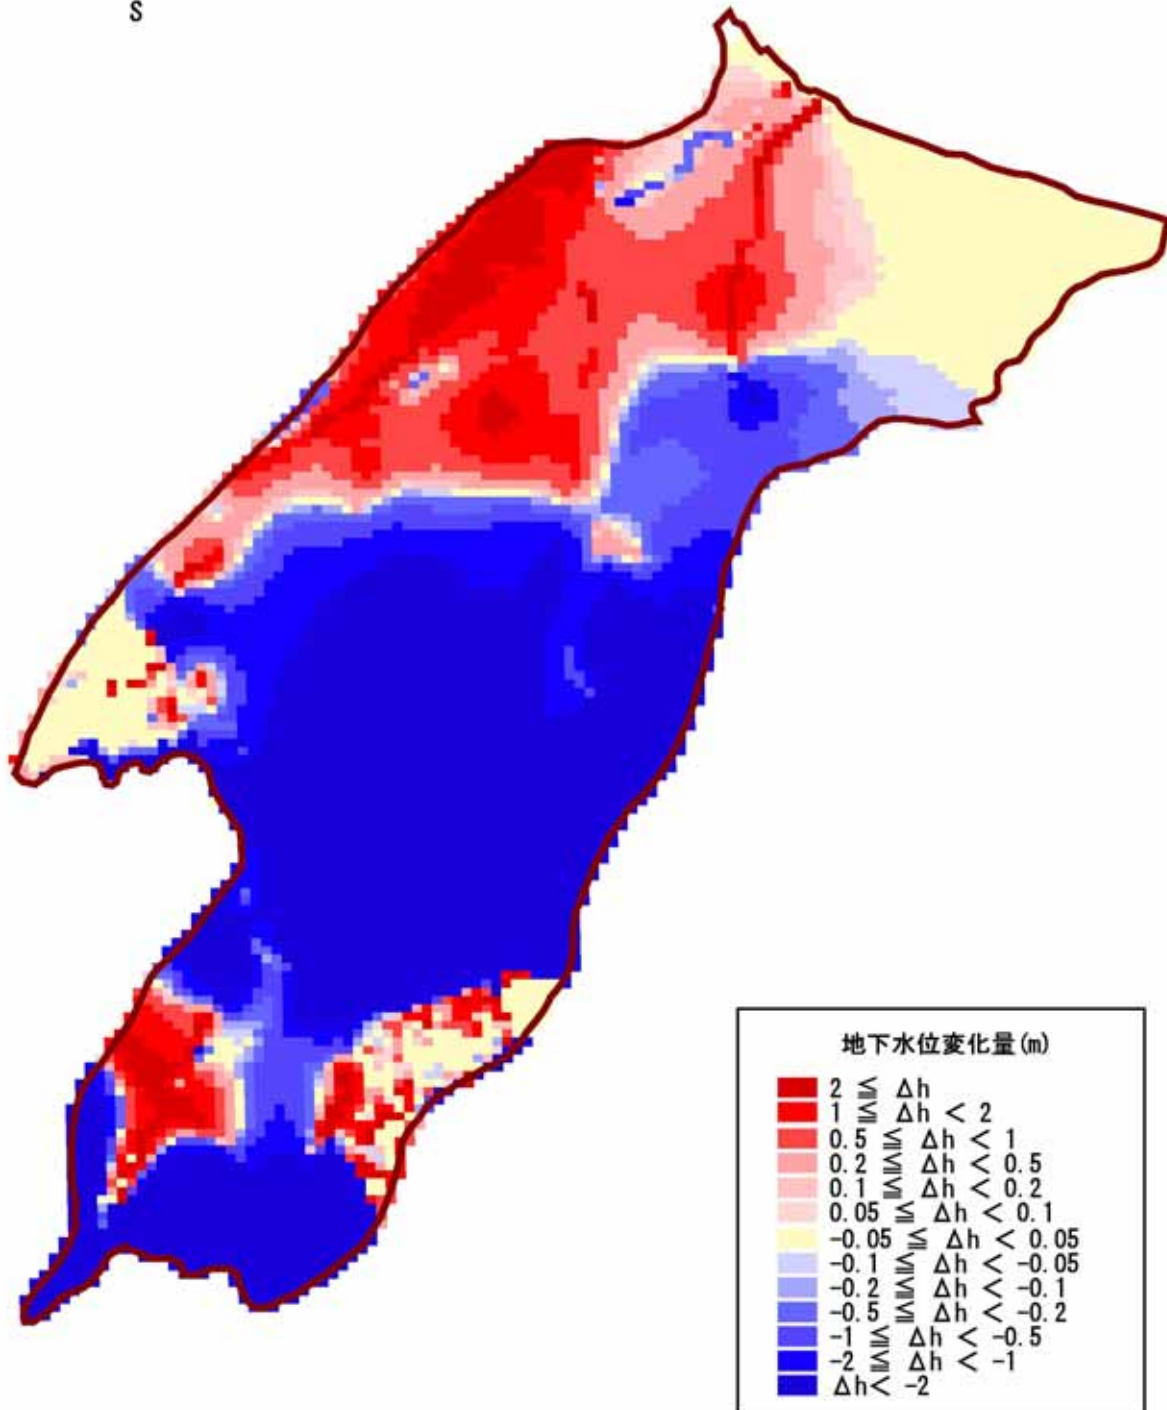 S
地下水位変化量(m)
2 ≦ Δh
1 ≦ Δh < 2
0.5 ≦ Δh < 1
0.2 ≦ Δh < 0.5
0.1 ≦ Δh < 0.2
0.05 ≦ Δh < 0.1
-0.05 ≦ Δh < 0.05
-0.1 ≦ Δh < -0.05
-0.2 ≦ Δh < -0.1
-0.5 ≦ Δh < -0.2
-1 ≦ Δh < -0.5
-2 ≦ Δh < -1
Δh< -2